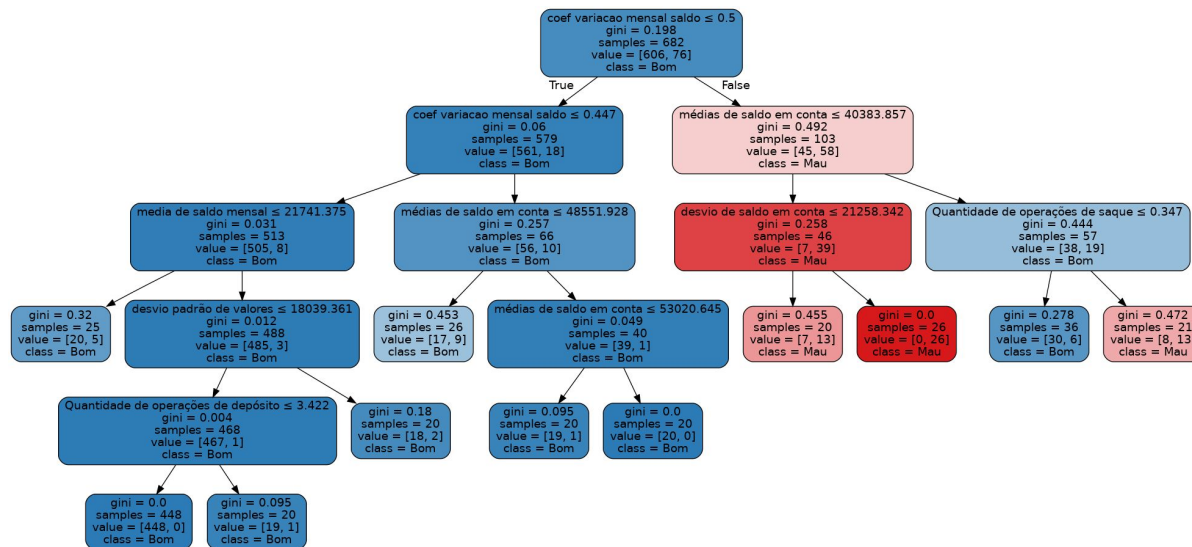 coef variacao mensal saldo ≤ 0.5
gini = 0.198
samples = 682
value = [606, 76]
class = Bom
True
False
coef variacao mensal saldo ≤ 0.447
gini = 0.06
samples = 579
value = [561, 18]
class = Bom
médias de saldo em conta ≤ 40383.857
gini = 0.492
samples = 103
value = [45, 58]
class = Mau
media de saldo mensal ≤ 21741.375
gini = 0.031
samples = 513
value = [505, 8]
class = Bom
médias de saldo em conta ≤ 48551.928
gini = 0.257
samples = 66
value = [56, 10]
class = Bom
desvio de saldo em conta ≤ 21258.342
gini = 0.258
samples = 46
value = [7, 39]
class = Mau
Quantidade de operações de saque ≤ 0.347
gini = 0.444
samples = 57
value = [38, 19]
class = Bom
gini = 0.32
samples = 25
value = [20, 5]
class = Bom
desvio padrão de valores ≤ 18039.361
gini = 0.012
samples = 488
value = [485, 3]
class = Bom
gini = 0.453
samples = 26
value = [17, 9]
class = Bom
médias de saldo em conta ≤ 53020.645
gini = 0.049
samples = 40
value = [39, 1]
class = Bom
gini = 0.455
samples = 20
value = [7, 13]
class = Mau
gini = 0.0
samples = 26
value = [0, 26]
class = Mau
gini = 0.278
samples = 36
value = [30, 6]
class = Bom
gini = 0.472
samples = 21
value = [8, 13]
class = Mau
Quantidade de operações de depósito ≤ 3.422
gini = 0.004
samples = 468
value = [467, 1]
class = Bom
gini = 0.18
samples = 20
value = [18, 2]
class = Bom
gini = 0.095
samples = 20
value = [19, 1]
class = Bom
gini = 0.0
samples = 20
value = [20, 0]
class = Bom
gini = 0.0
samples = 448
value = [448, 0]
class = Bom
gini = 0.095
samples = 20
value = [19, 1]
class = Bom